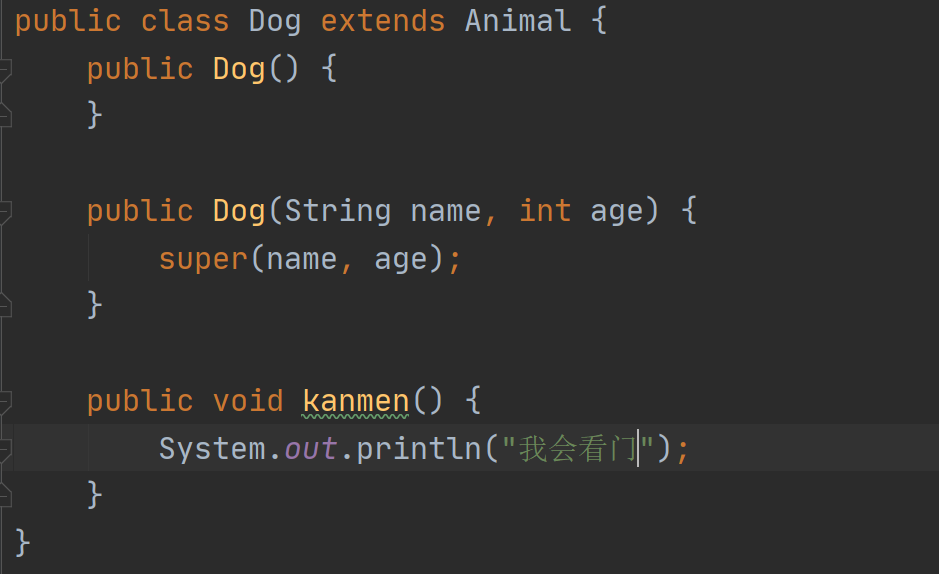 public class Dog extends Animal {
    public Dog() {
    }

    public Dog(String name, int age) {
        super(name, age);
    }

    public void kanmen() {
        System.out.println("我会看门");
    }
}